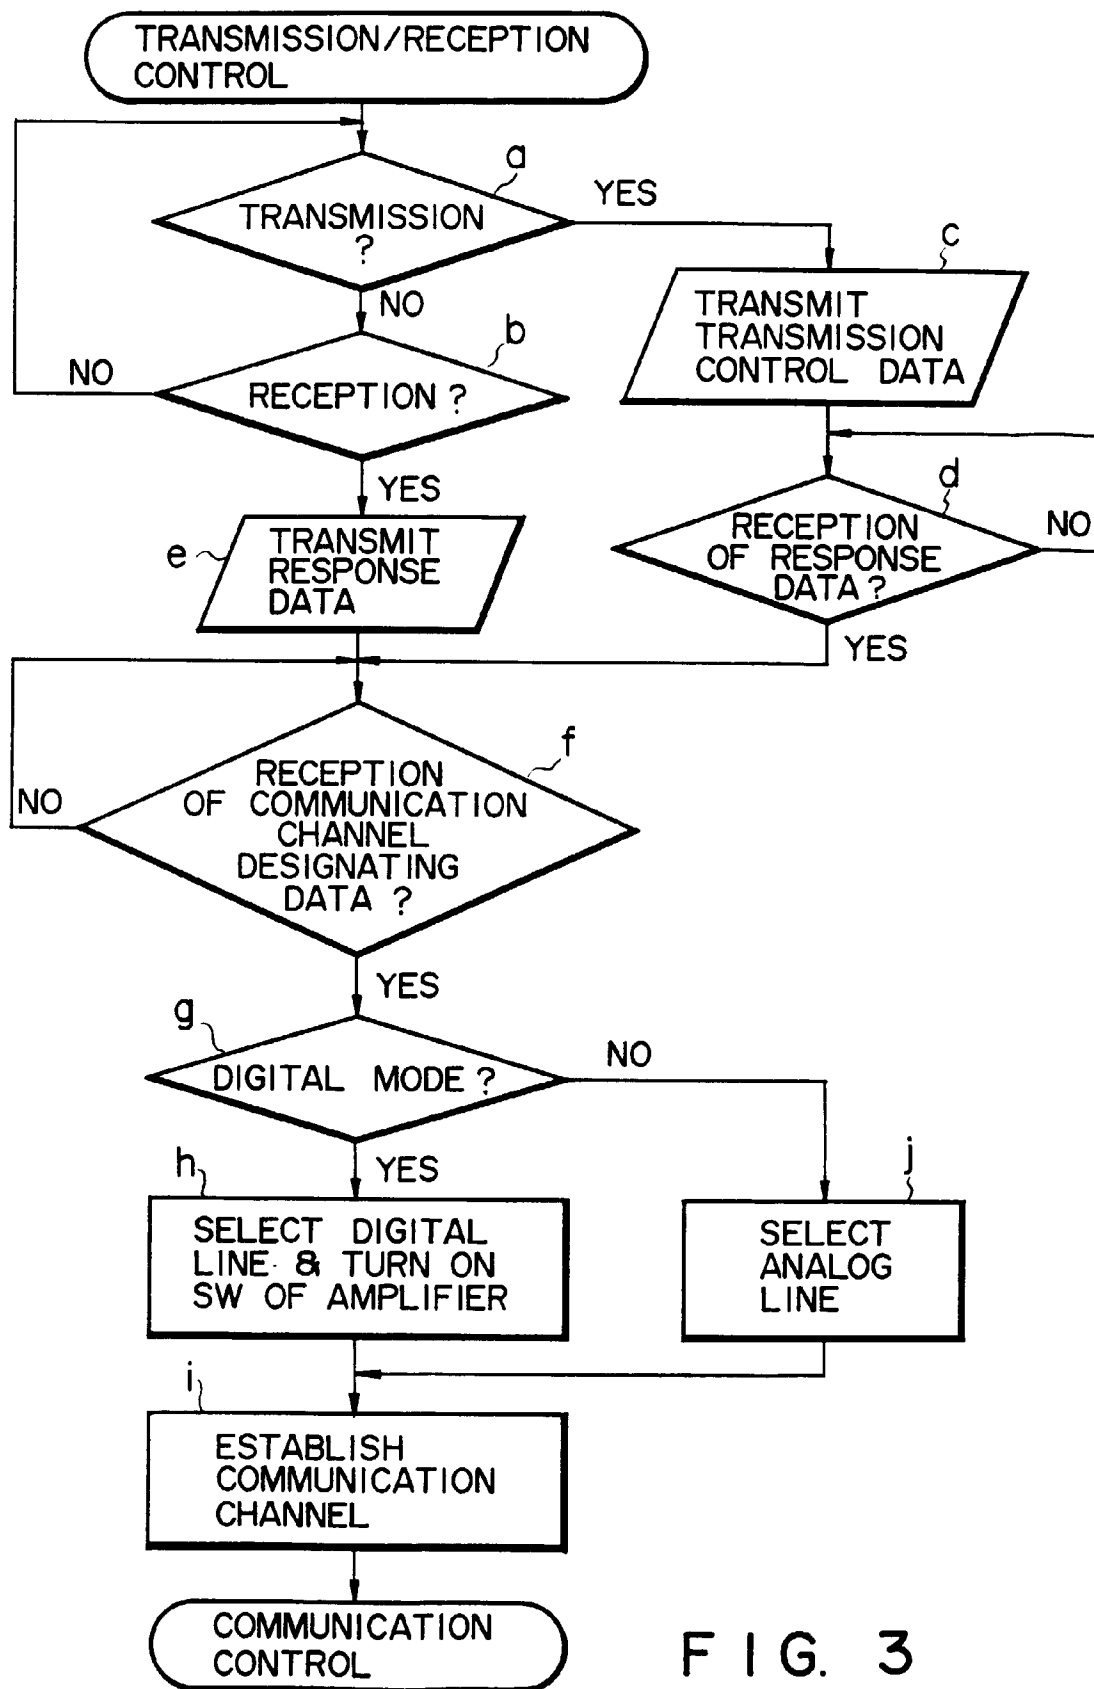 TRANSMISSION/RECEPTION
CONTROL
a
TRANSMISSION
?
YES
NO
c
TRANSMIT
TRANSMISSION
CONTROL DATA
b
RECEPTION ?
NO
YES
d
RECEPTION
OF RESPONSE
DATA ?
NO
YES
e
TRANSMIT
RESPONSE
DATA
f
RECEPTION
OF COMMUNICATION
CHANNEL
DESIGNATING
DATA ?
NO
YES
g
DIGITAL MODE ?
NO
YES
h
SELECT DIGITAL
LINE & TURN ON
SW OF AMPLIFIER
j
SELECT
ANALOG
LINE
i
ESTABLISH
COMMUNICATION
CHANNEL
COMMUNICATION
CONTROL
FIG. 3